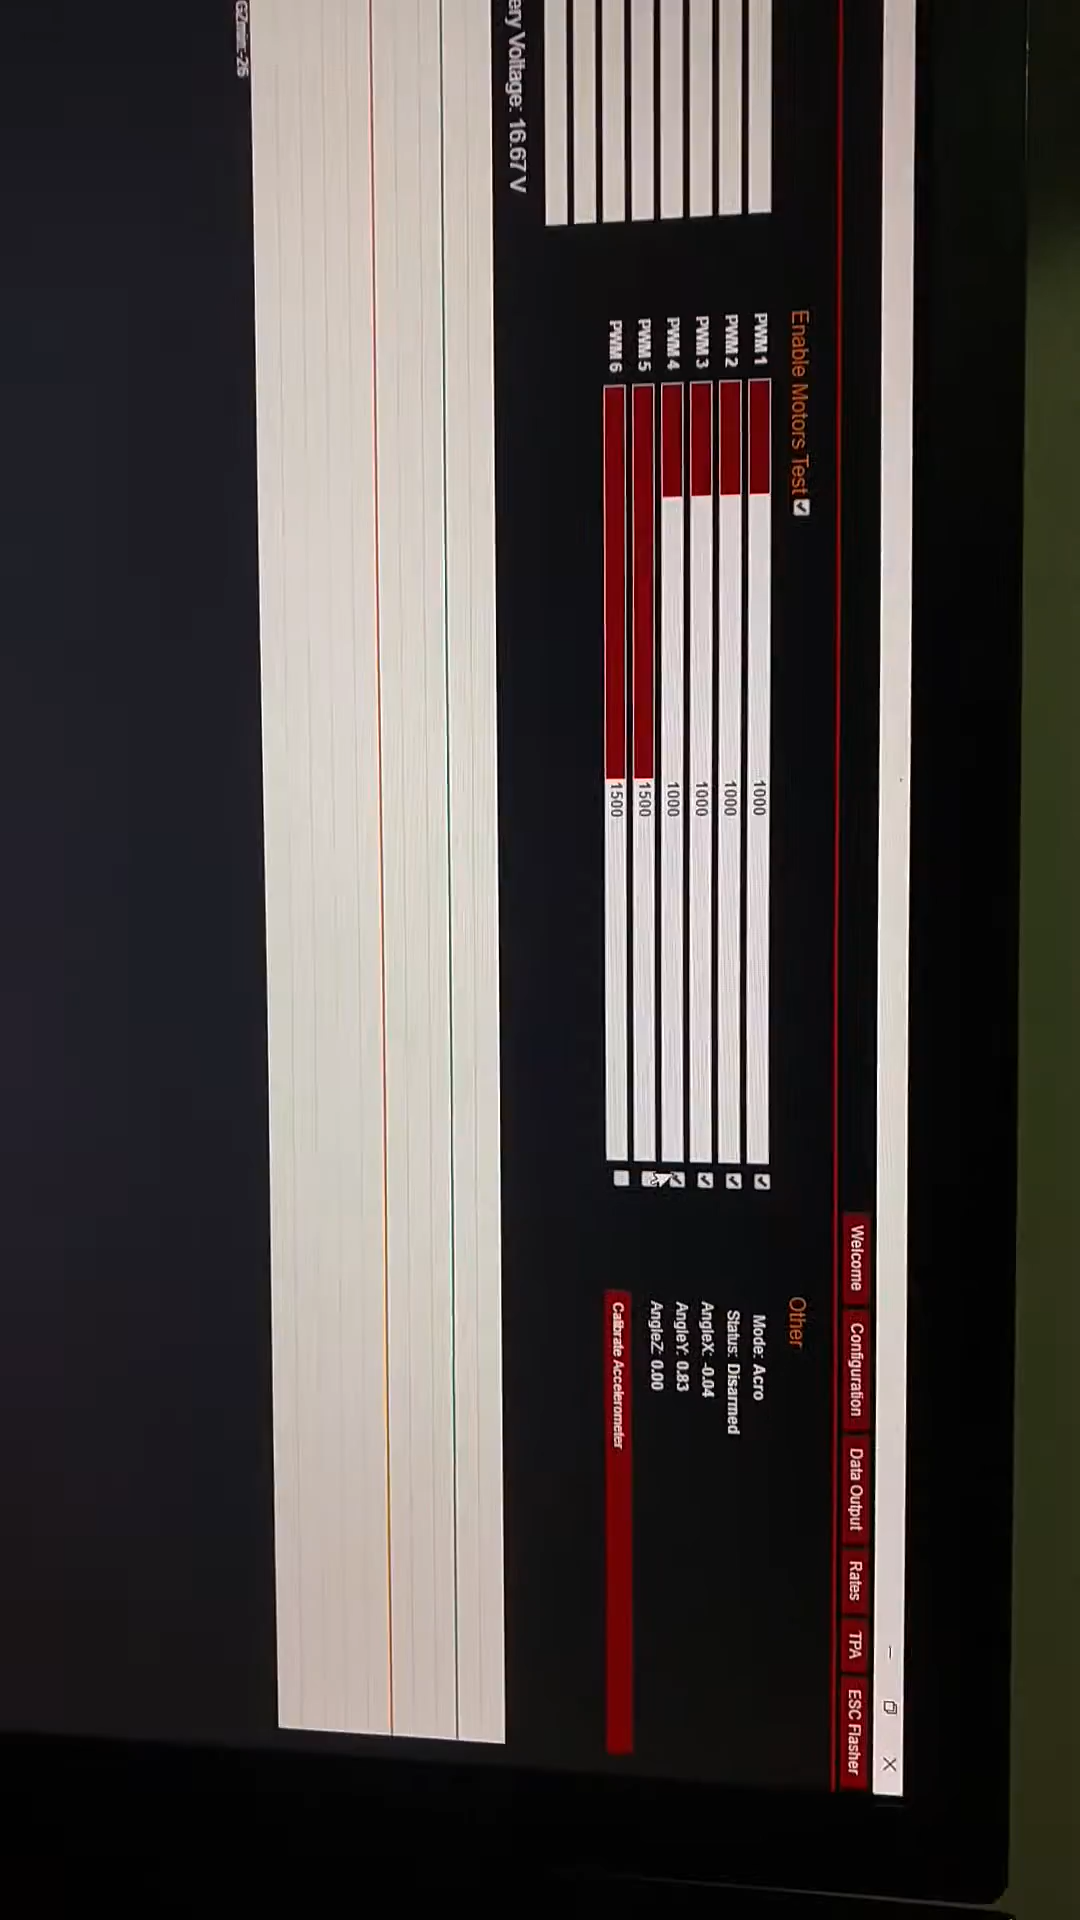 Welcome
Configuration
Data Output
Rates
TPA
ESC Flasher
Enable Motors Test
Other
PWM 1
1000
Mode: Acro
PWM 2
1000
Status: Disarmed
PWM 3
1000
AngleX: -0.04
PWM 4
1000
AngleY: 0.83
PWM 5
1500
AngleZ: 0.00
PWM 6
1500
Calibrate Accelerometer
ery Voltage: 16.67 V